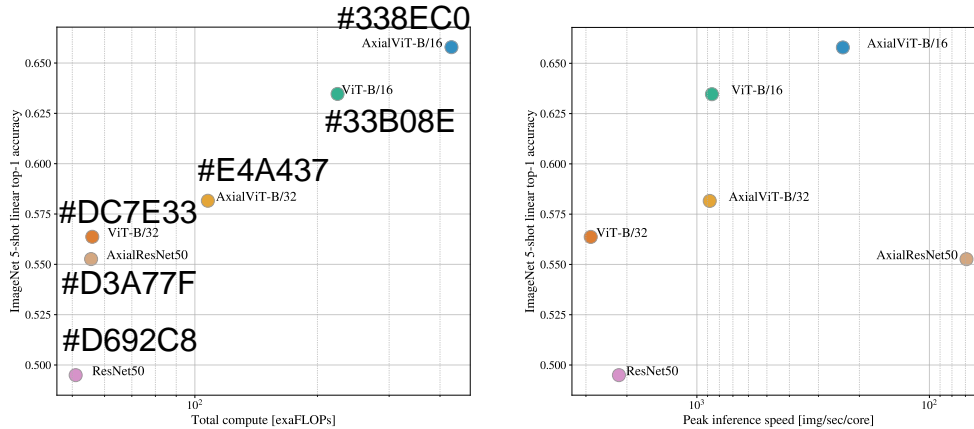 #338EC0
AxialViT-B/16
ViT-B/16
#33B08E
#E4A437
AxialViT-B/32
#DC7E33
ViT-B/32
AxialResNet50
#D3A77F
#D692C8
ResNet50
0.650
0.625
0.600
0.575
0.550
0.525
0.500
ImageNet 5-shot linear top-1 accuracy
10²
Total compute [exaFLOPs]
AxialViT-B/16
ViT-B/16
AxialViT-B/32
ViT-B/32
AxialResNet50
ResNet50
0.650
0.625
0.600
0.575
0.550
0.525
0.500
ImageNet 5-shot linear top-1 accuracy
10³
10²
Peak inference speed [img/sec/core]